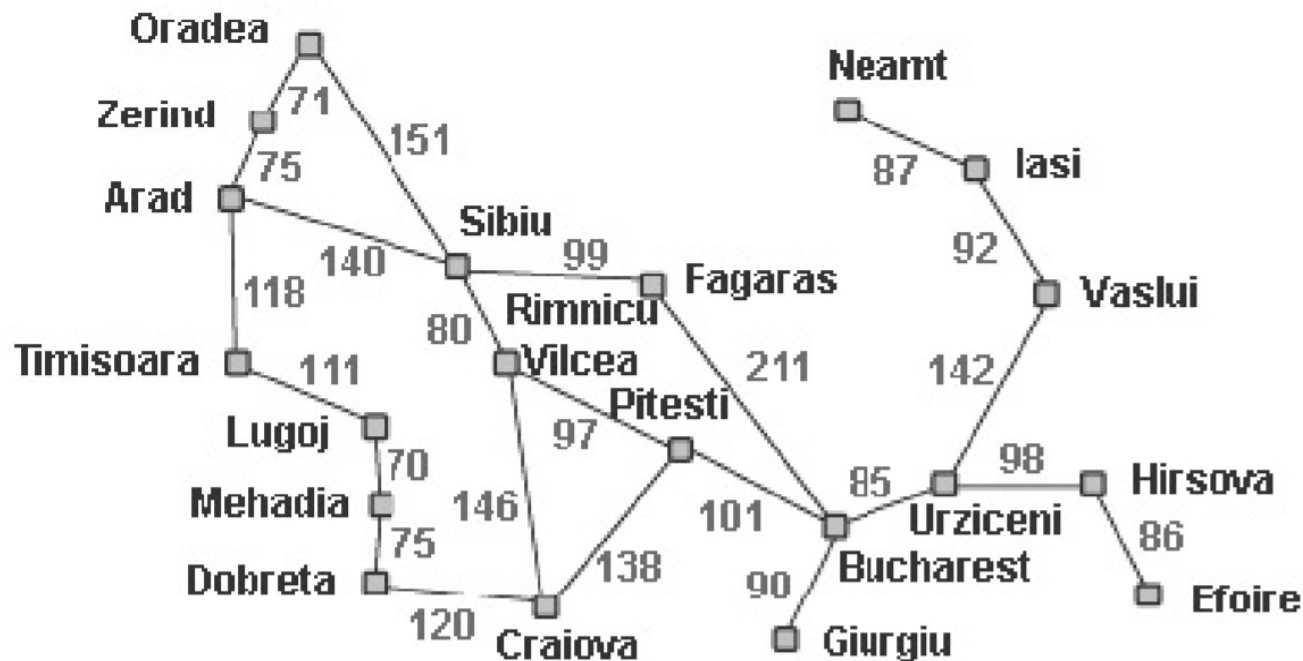 Oradea
Neamt
71
Zerind
151
87
Iasi
75
Arad
Sibiu
92
140
99
Fagaras
118
Rimnicu
Vaslui
80
Timisoara
111
Vilcea
211
142
Pitesti
Lugoj
97
70
98
Hirsova
Mehadia
146
85
101
Urziceni
75
86
138
Bucharest
Dobreta
90
Efoire
120
Craiova
Giurgiu